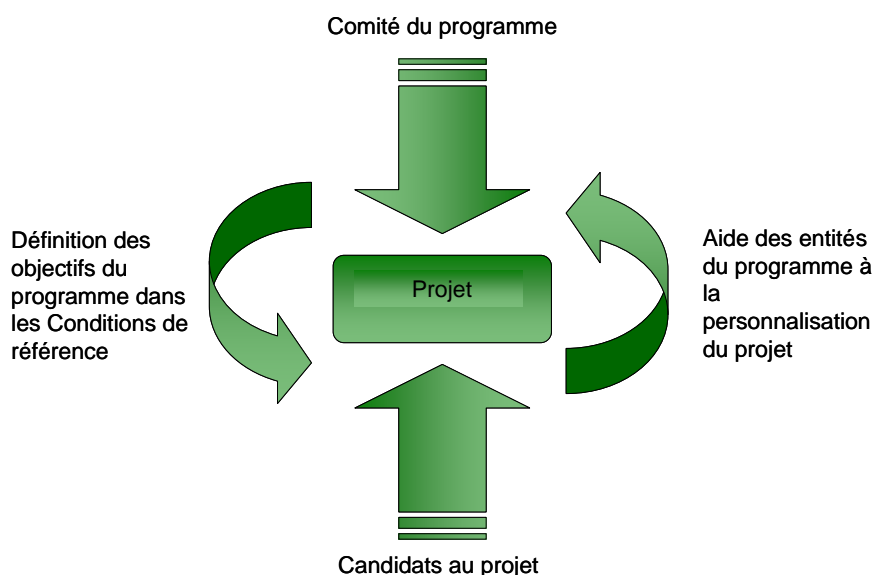 Comité du programme
Définition des
objectifs du
programme dans
les Conditions de
référence
Projet
Aide des entités
du programme à
la
personnalisation
du projet
Candidats au projet